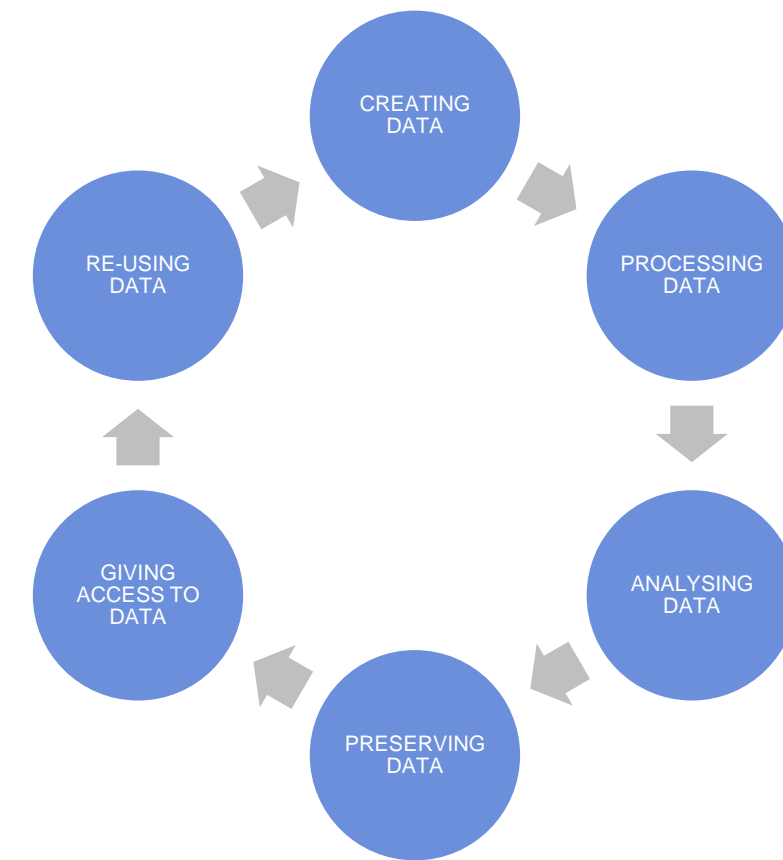 CREATING
DATA
PROCESSING
DATA
ANALYSING
DATA
PRESERVING
DATA
GIVING
ACCESS TO
DATA
RE-USING
DATA